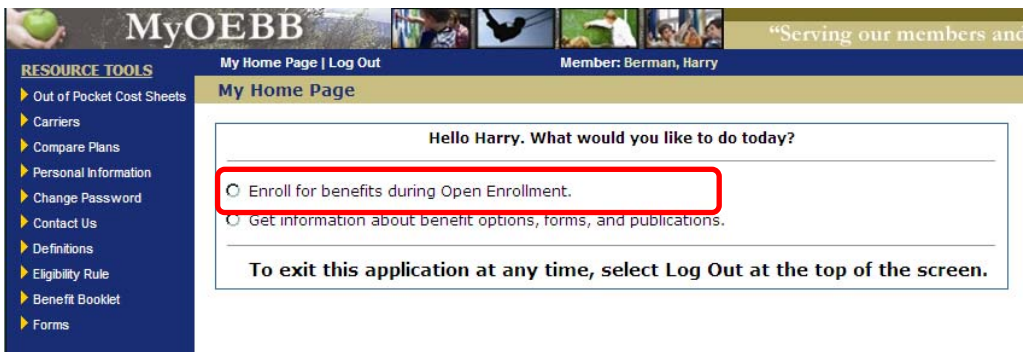 MyOEBB
"Serving our members and
RESOURCE TOOLS
Out of Pocket Cost Sheets
Carriers
Compare Plans
Personal Information
Change Password
Contact Us
Definitions
Eligibility Rule
Benefit Booklet
Forms
My Home Page | Log Out Member: Berman, Harry
My Home Page
Hello Harry. What would you like to do today?
Enroll for benefits during Open Enrollment.
Get information about benefit options, forms, and publications.
To exit this application at any time, select Log Out at the top of the screen.